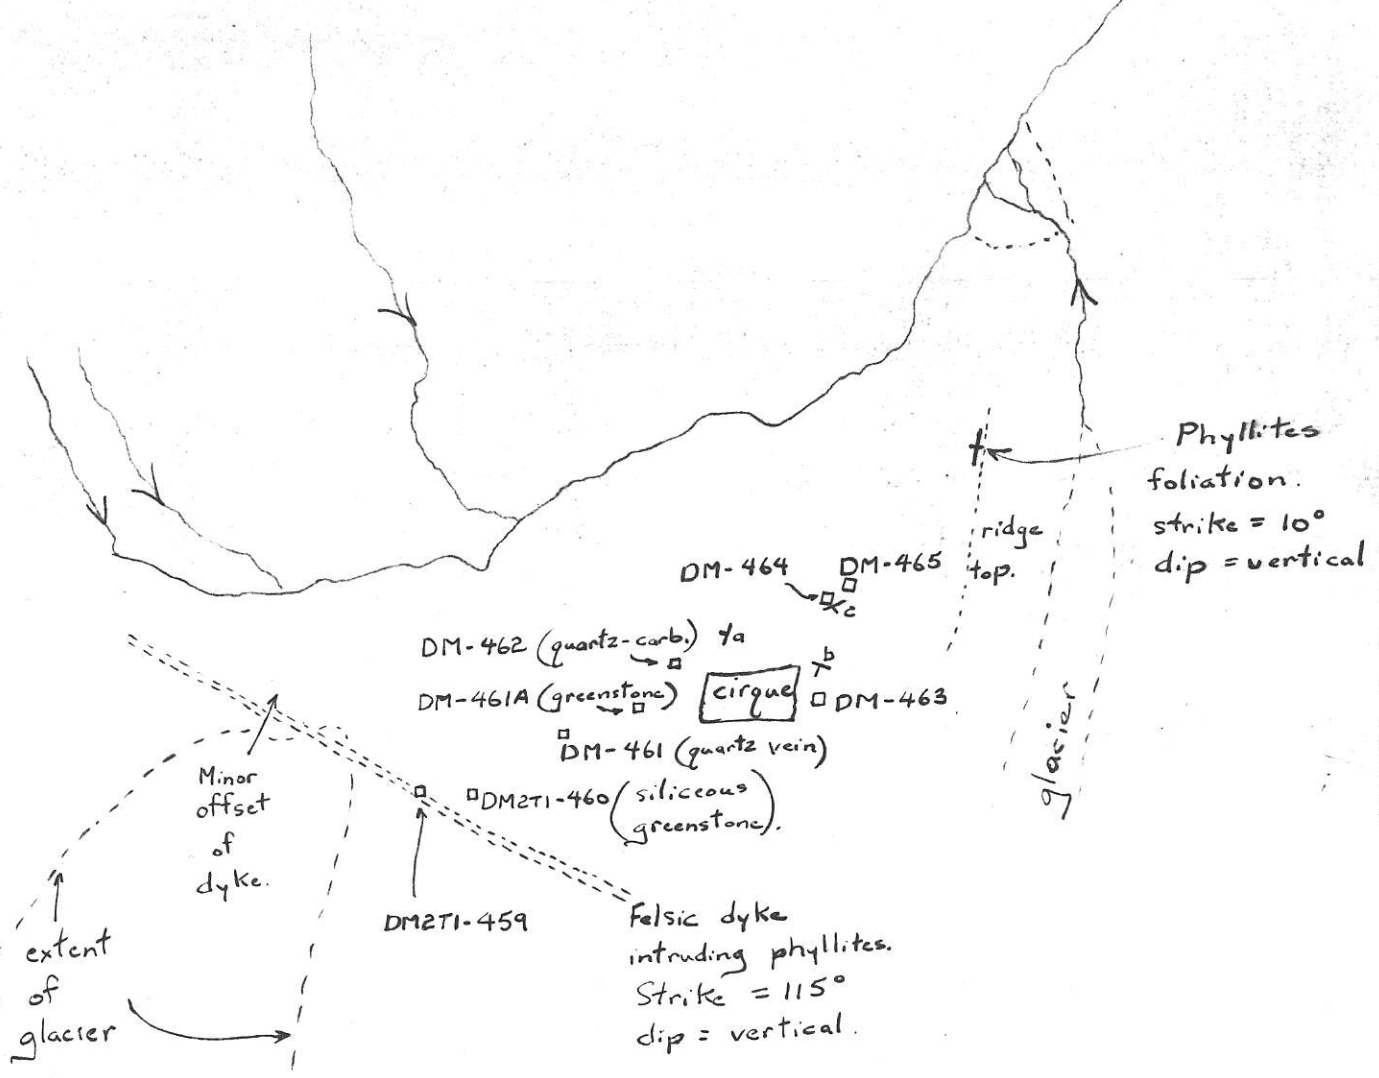 Phyllites
foliation.
strike = 10°
dip = vertical
ridge
top.
DM-464
DM-465
c
DM-462 (quartz-carb.)
a
b
DM-461A (greenstone)
cirque
DM-463
DM-461 (quartz vein)
glacier
Minor
offset
of
dyke.
DM2T1-460 (siliceous
greenstone).
DM2T1-459
Felsic dyke
intruding phyllites.
Strike = 115°
dip = vertical.
extent
of
glacier